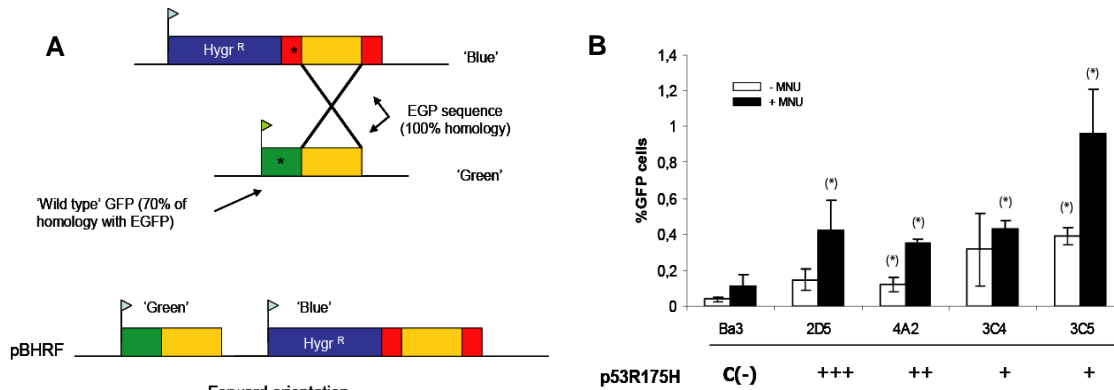 A
Hygr R
*
'Blue'
EGP sequence
(100% homology)
*
'Green'
'Wild type' GFP (70% of
homology with EGFP)
'Green'
'Blue'
pBHRF
Hygr R
B
1,2
1
0,8
0,6
0,4
0,2
0
%GFP cells
- MNU
+ MNU
(*)
(*)
(*)
(*)
(*)
(*)
Ba3 2D5 4A2 3C4 3C5
p53R175H C(-) +++ ++ + +